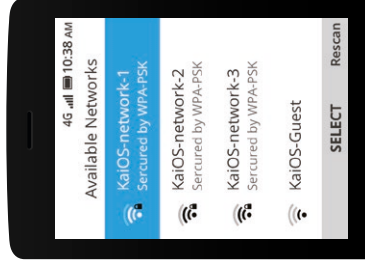 4G 10:38 AM
Available Networks
KaiOS-network-1
Sercured by WPA-PSK
KaiOS-network-2
Sercured by WPA-PSK
KaiOS-network-3
Sercured by WPA-PSK
KaiOS-Guest
SELECT Rescan